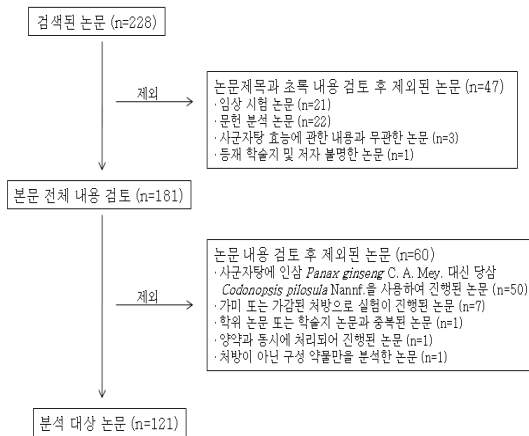 검색된 논문 (n=228)
제외
논문제목과 초록 내용 검토 후 제외된 논문 (n=47)
· 임상 시험 논문 (n=21)
· 문헌 분석 논문 (n=22)
· 사군자탕 효능에 관한 내용과 무관한 논문 (n=3)
· 등재 학술지 및 저자 불명한 논문 (n=1)
본문 전체 내용 검토 (n=181)
제외
논문 내용 검토 후 제외된 논문 (n=60)
· 사군자탕에 인삼 Panax ginseng C. A. Mey. 대신 당삼
Codonopsis pilosula Nannf.을 사용하여 진행된 논문 (n=50)
· 가미 또는 가감된 처방으로 실험이 진행된 논문 (n=7)
· 학위 논문 또는 학술지 논문과 중복된 논문 (n=1)
· 양약과 동시에 처리되어 진행된 논문 (n=1)
· 처방이 아닌 구성 약물만을 분석한 논문 (n=1)
분석 대상 논문 (n=121)